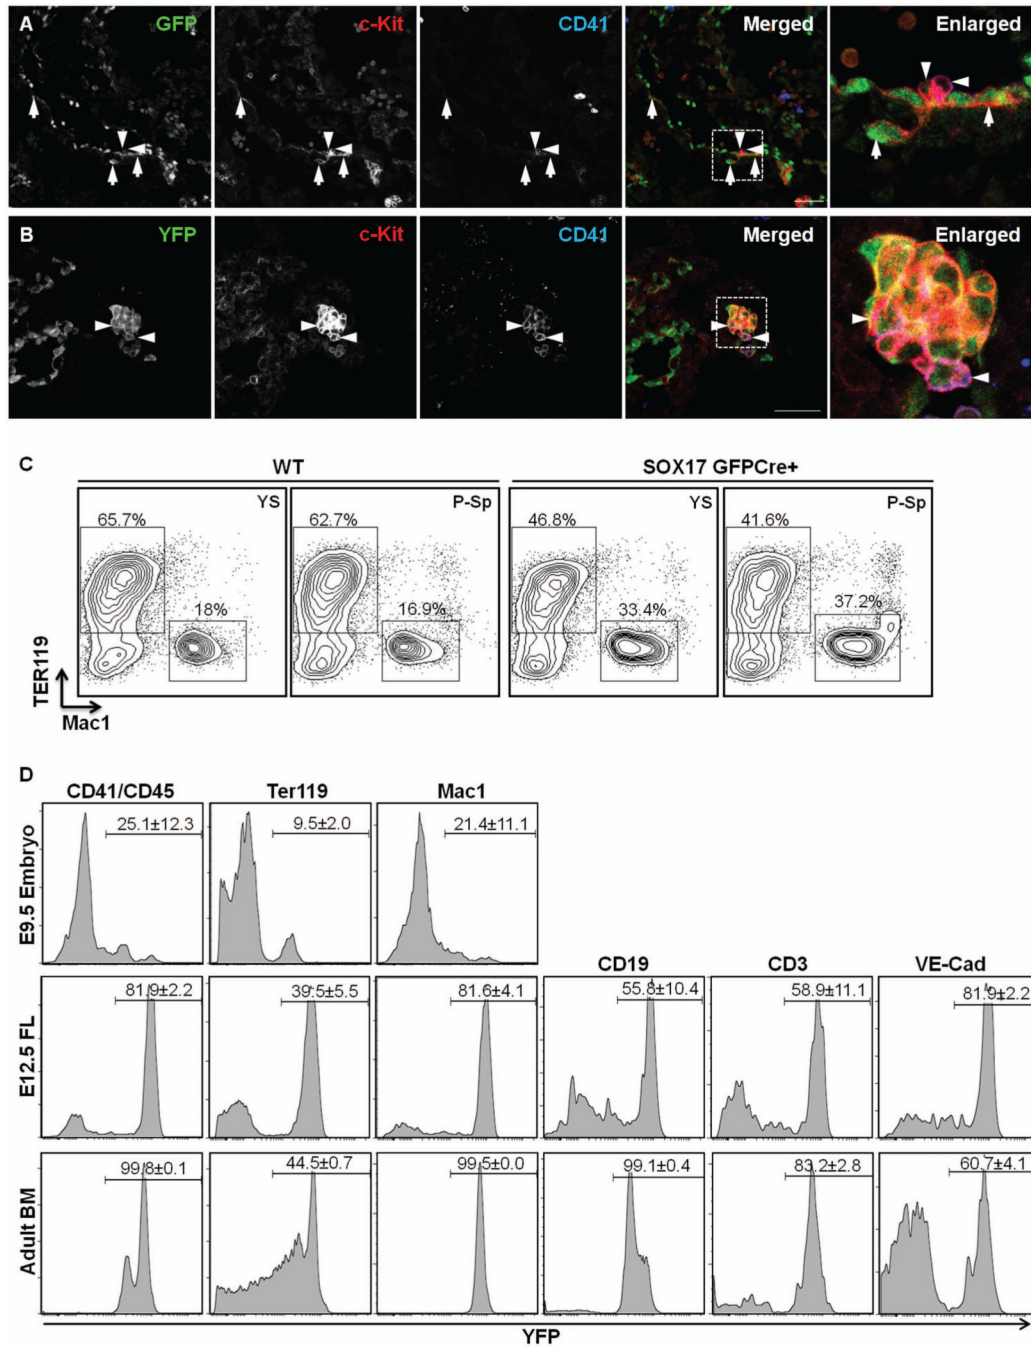 A GFP c-Kit CD41 Merged Enlarged
B YFP c-Kit CD41 Merged Enlarged
C
WT SOX17 GFPCre+
YS P-Sp YS P-Sp
65.7% 62.7% 46.8% 41.6%
18% 16.9% 33.4% 37.2%
TER119
Mac1
D
CD41/CD45 Ter119 Mac1
E9.5 Embryo
25.1±12.3 9.5±2.0 21.4±11.1
CD19 CD3 VE-Cad
E12.5 FL
81.9±2.2 39.5±5.5 81.6±4.1 55.8±10.4 58.9±11.1 81.9±2.2
Adult BM
99.8±0.1 44.5±0.7 99.5±0.0 99.1±0.4 83.2±2.8 60.7±4.1
YFP